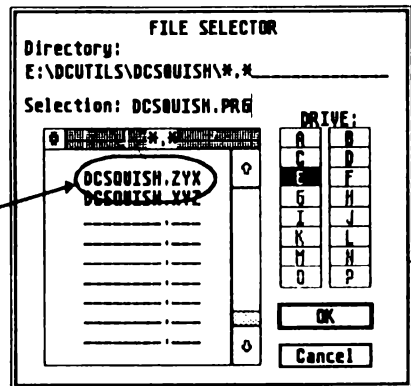 FILE SELECTOR
Directory:
E:\DCUTILS\DCSQUISH\*.*
Selection: DCSQUISH.PRG
DRIVE:
*.*
A B
C D
DCSQUISH.ZYX
E F
DCSQUISH.XYZ
G H
I J
K L
M N
O P
OK
Cancel